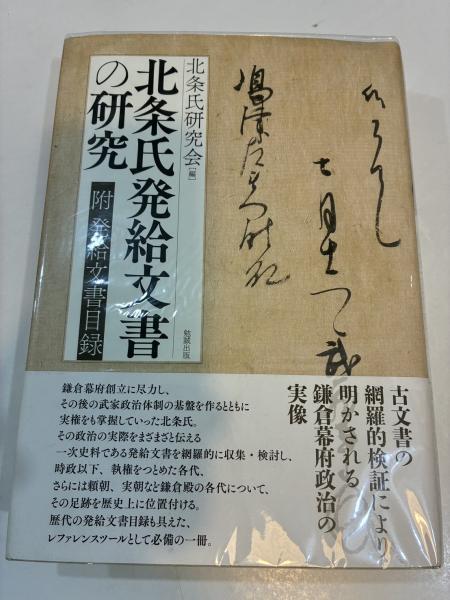 北条氏研究会[編]
北条氏発給文書
の研究
附 発給文書目録
勉誠出版
七月十一
古文書の
網羅的検証により
明かされる
鎌倉幕府政治の
実像
鎌倉幕府創立に尽力し、
その後の武家政治体制の基盤を作るとともに
実権をも掌握していった北条氏。
その政治の実際をまざまざと伝える
一次史料である発給文書を網羅的に収集・検討し、
時政以下、執権をつとめた各代、
さらには頼朝、実朝など鎌倉殿の各代について、
その足跡を歴史上に位置付ける。
歴代の発給文書目録も具えた、
レファレンスツールとして必備の一冊。